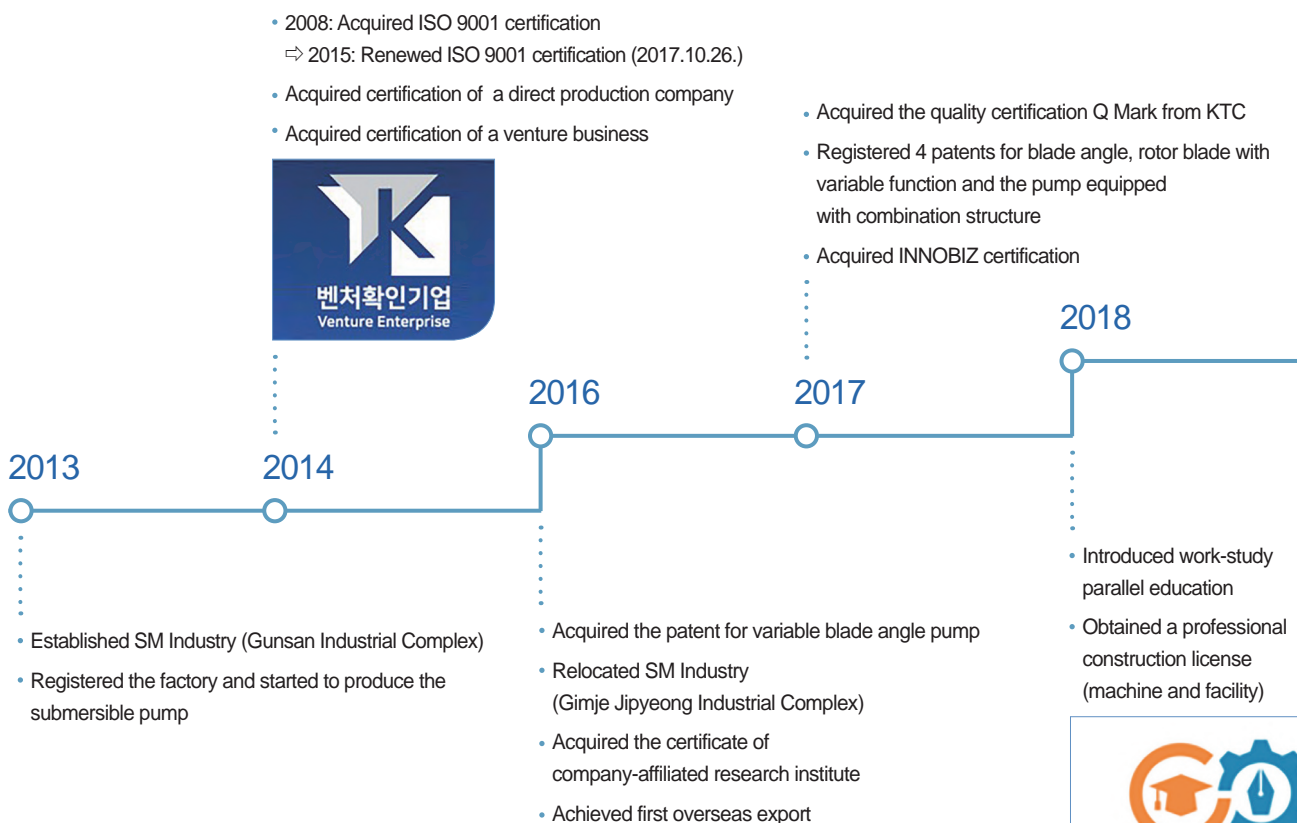 • 2008: Acquired ISO 9001 certification
⇨ 2015: Renewed ISO 9001 certification (2017.10.26.)
• Acquired certification of a direct production company
• Acquired certification of a venture business
벤처확인기업
Venture Enterprise
• Acquired the quality certification Q Mark from KTC
• Registered 4 patents for blade angle, rotor blade with
variable function and the pump equipped
with combination structure
• Acquired INNOBIZ certification
2018
2016
2017
2013
2014
• Established SM Industry (Gunsan Industrial Complex)
• Registered the factory and started to produce the
submersible pump
• Acquired the patent for variable blade angle pump
• Relocated SM Industry
(Gimje Jipyeong Industrial Complex)
• Acquired the certificate of
company-affiliated research institute
• Achieved first overseas export
• Introduced work-study
parallel education
• Obtained a professional
construction license
(machine and facility)